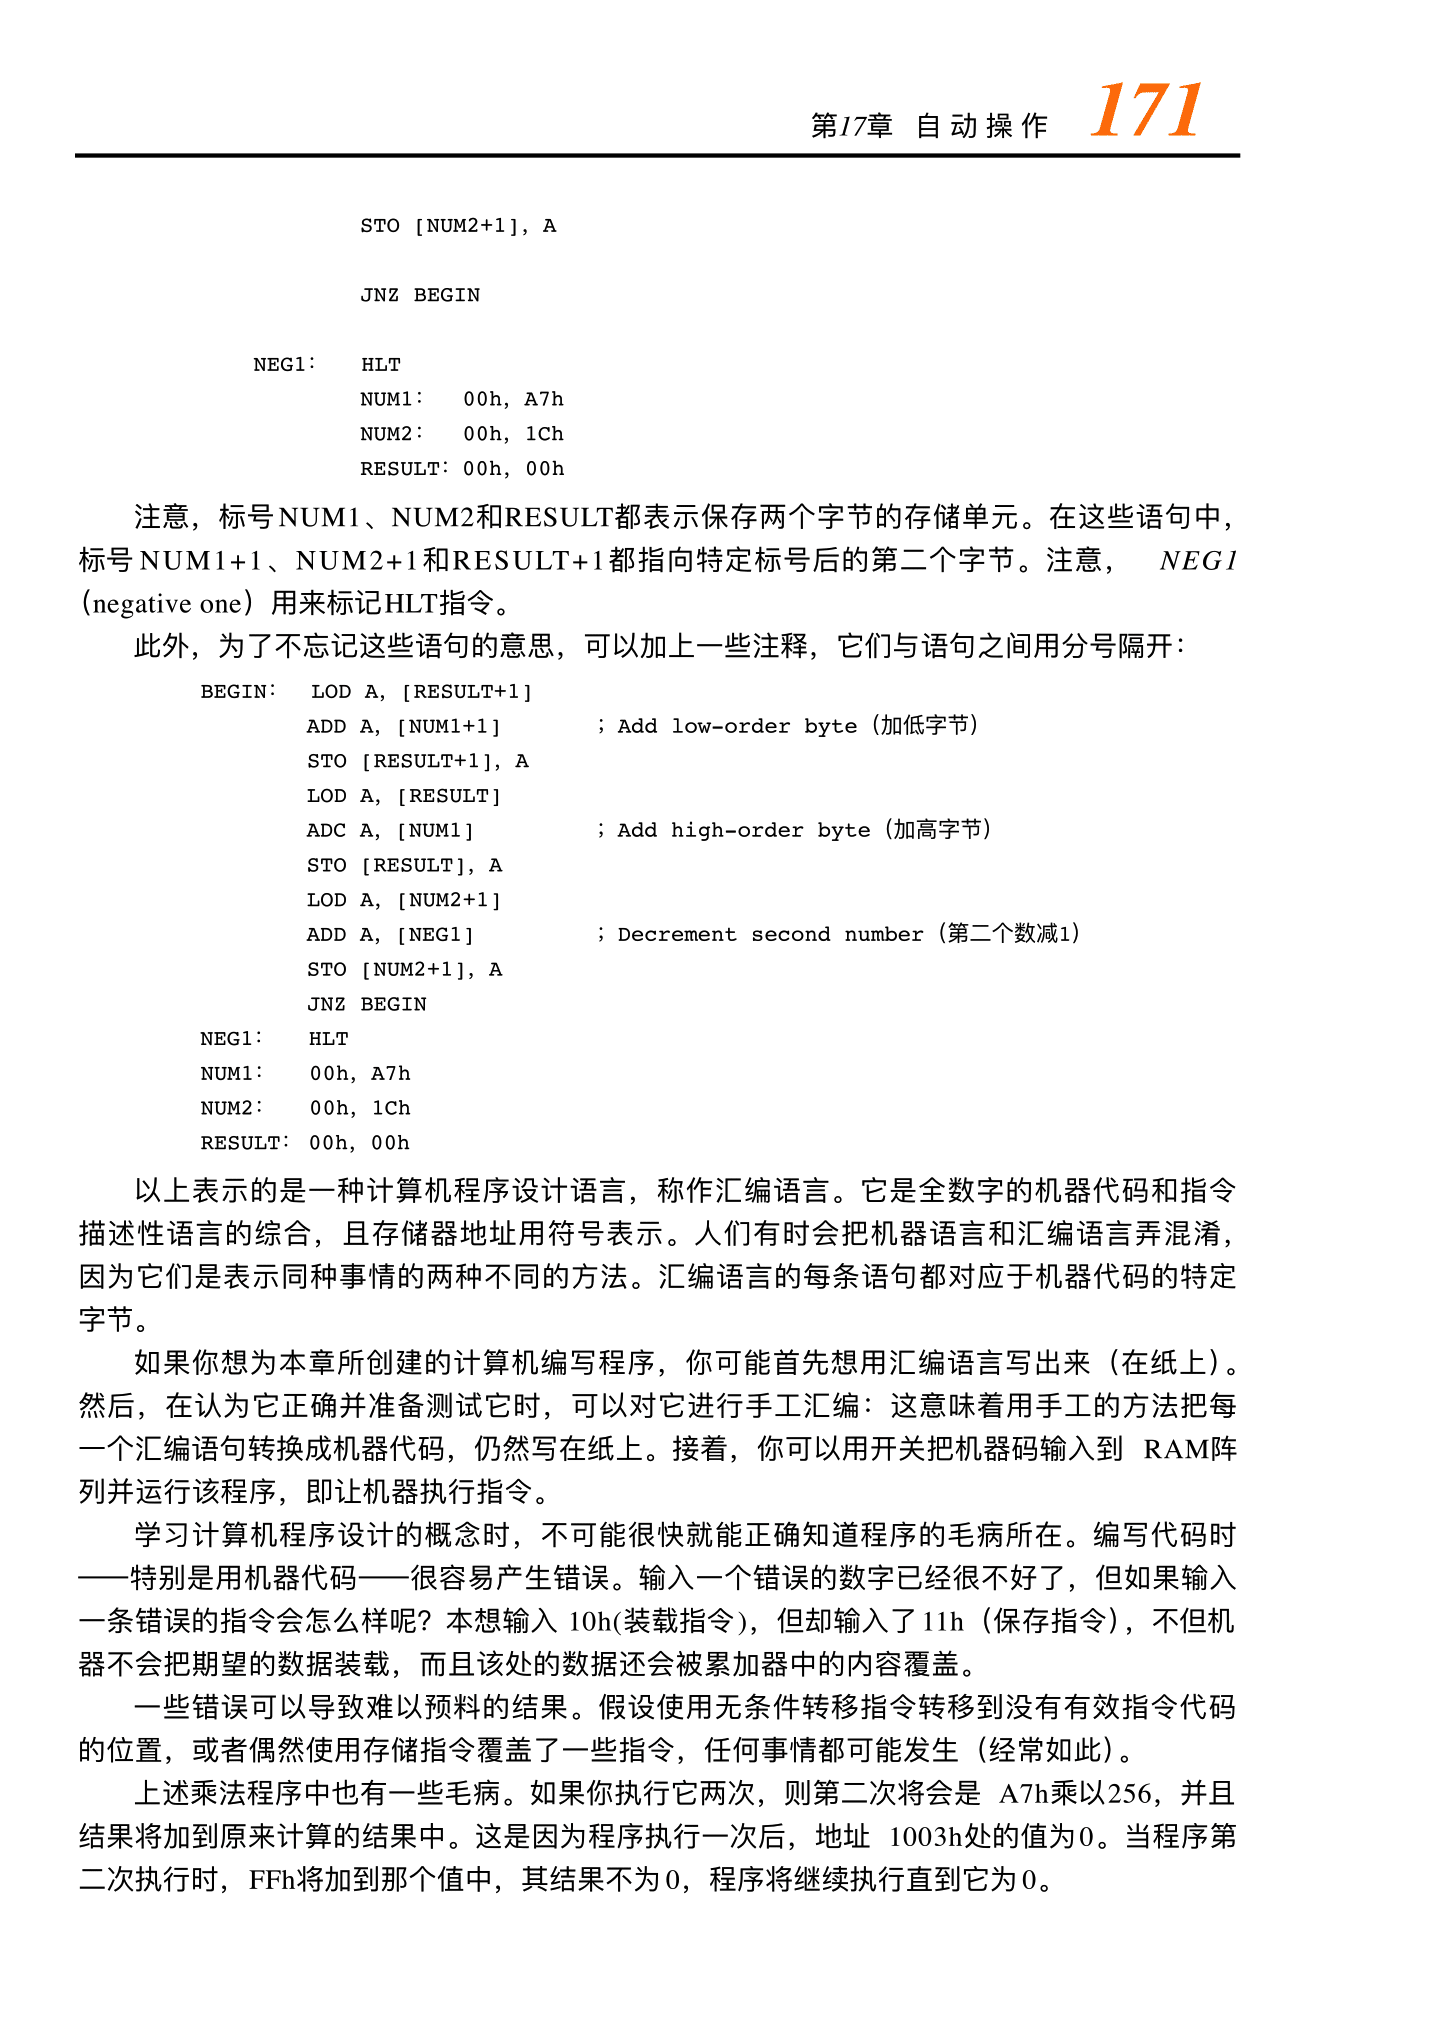 第17章 自动操作 171
STO [NUM2+1], A
JNZ BEGIN
NEG1: HLT
NUM1: 00h, A7h
NUM2: 00h, 1Ch
RESULT: 00h, 00h
注意，标号NUM1、NUM2和RESULT都表示保存两个字节的存储单元。在这些语句中，
标号NUM1+1、NUM2+1和RESULT+1都指向特定标号后的第二个字节。注意， NEG1
（negative one）用来标记HLT指令。
此外，为了不忘记这些语句的意思，可以加上一些注释，它们与语句之间用分号隔开：
BEGIN: LOD A, [RESULT+1]
ADD A, [NUM1+1] ; Add low-order byte（加低字节）
STO [RESULT+1], A
LOD A, [RESULT]
ADC A, [NUM1] ; Add high-order byte（加高字节）
STO [RESULT], A
LOD A, [NUM2+1]
ADD A, [NEG1] ; Decrement second number（第二个数减1）
STO [NUM2+1], A
JNZ BEGIN
NEG1: HLT
NUM1: 00h, A7h
NUM2: 00h, 1Ch
RESULT: 00h, 00h
以上表示的是一种计算机程序设计语言，称作汇编语言。它是全数字的机器代码和指令
描述性语言的综合，且存储器地址用符号表示。人们有时会把机器语言和汇编语言弄混淆，
因为它们是表示同种事情的两种不同的方法。汇编语言的每条语句都对应于机器代码的特定
字节。
如果你想为本章所创建的计算机编写程序，你可能首先想用汇编语言写出来（在纸上）。
然后，在认为它正确并准备测试它时，可以对它进行手工汇编：这意味着用手工的方法把每
一个汇编语句转换成机器代码，仍然写在纸上。接着，你可以用开关把机器码输入到 RAM阵
列并运行该程序，即让机器执行指令。
学习计算机程序设计的概念时，不可能很快就能正确知道程序的毛病所在。编写代码时
——特别是用机器代码——很容易产生错误。输入一个错误的数字已经很不好了，但如果输入
一条错误的指令会怎么样呢？本想输入 10h(装载指令)，但却输入了11h（保存指令），不但机
器不会把期望的数据装载，而且该处的数据还会被累加器中的内容覆盖。
一些错误可以导致难以预料的结果。假设使用无条件转移指令转移到没有有效指令代码
的位置，或者偶然使用存储指令覆盖了一些指令，任何事情都可能发生（经常如此）。
上述乘法程序中也有一些毛病。如果你执行它两次，则第二次将会是 A7h乘以256，并且
结果将加到原来计算的结果中。这是因为程序执行一次后，地址 1003h处的值为0。当程序第
二次执行时，FFh将加到那个值中，其结果不为0，程序将继续执行直到它为0。